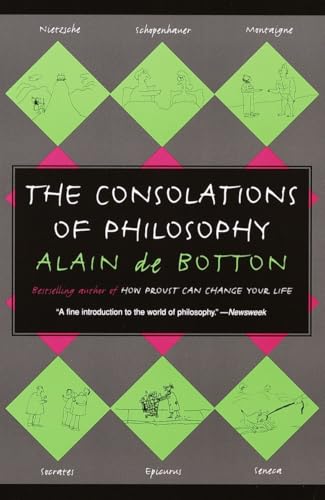 Nietzsche Schopenhauer Montaigne
THE CONSOLATIONS
OF PHILOSOPHY
ALAIN de BOTTON
Bestselling author of HOW PROUST CAN CHANGE YOUR LIFE
"A fine introduction to the world of philosophy."—Newsweek
Socrates Epicurus Seneca